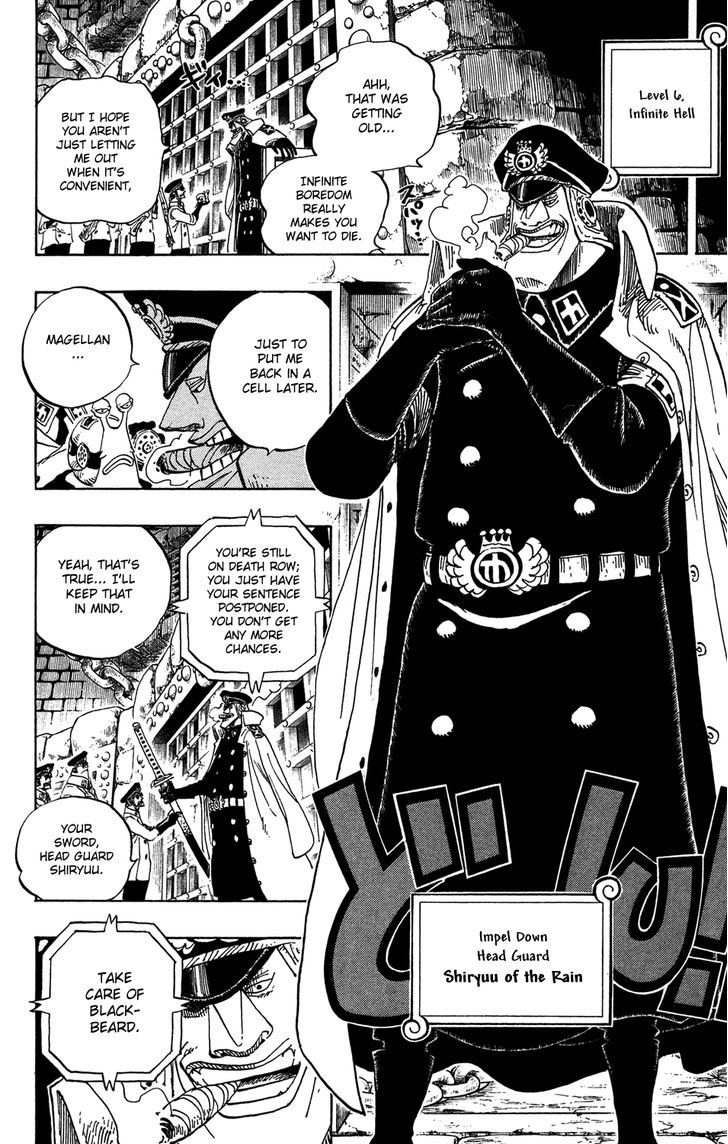 Level 6,
Infinite Hell
AHH,
THAT WAS
GETTING
OLD...
INFINITE
BOREDOM
REALLY
MAKES YOU
WANT TO DIE.
BUT I HOPE
YOU AREN'T
JUST LETTING
ME OUT
WHEN IT'S
CONVENIENT,
JUST TO
PUT ME
BACK IN A
CELL LATER.
MAGELLAN
...
YOU'RE STILL
ON DEATH ROW;
YOU JUST HAVE
YOUR SENTENCE
POSTPONED.
YOU DON'T GET
ANY MORE
CHANCES.
YEAH, THAT'S
TRUE... I'LL
KEEP THAT
IN MIND.
YOUR
SWORD,
HEAD GUARD
SHIRYUU.
どん!!
Impel Down
Head Guard
Shiryuu of the Rain
TAKE
CARE OF
BLACK-
BEARD.